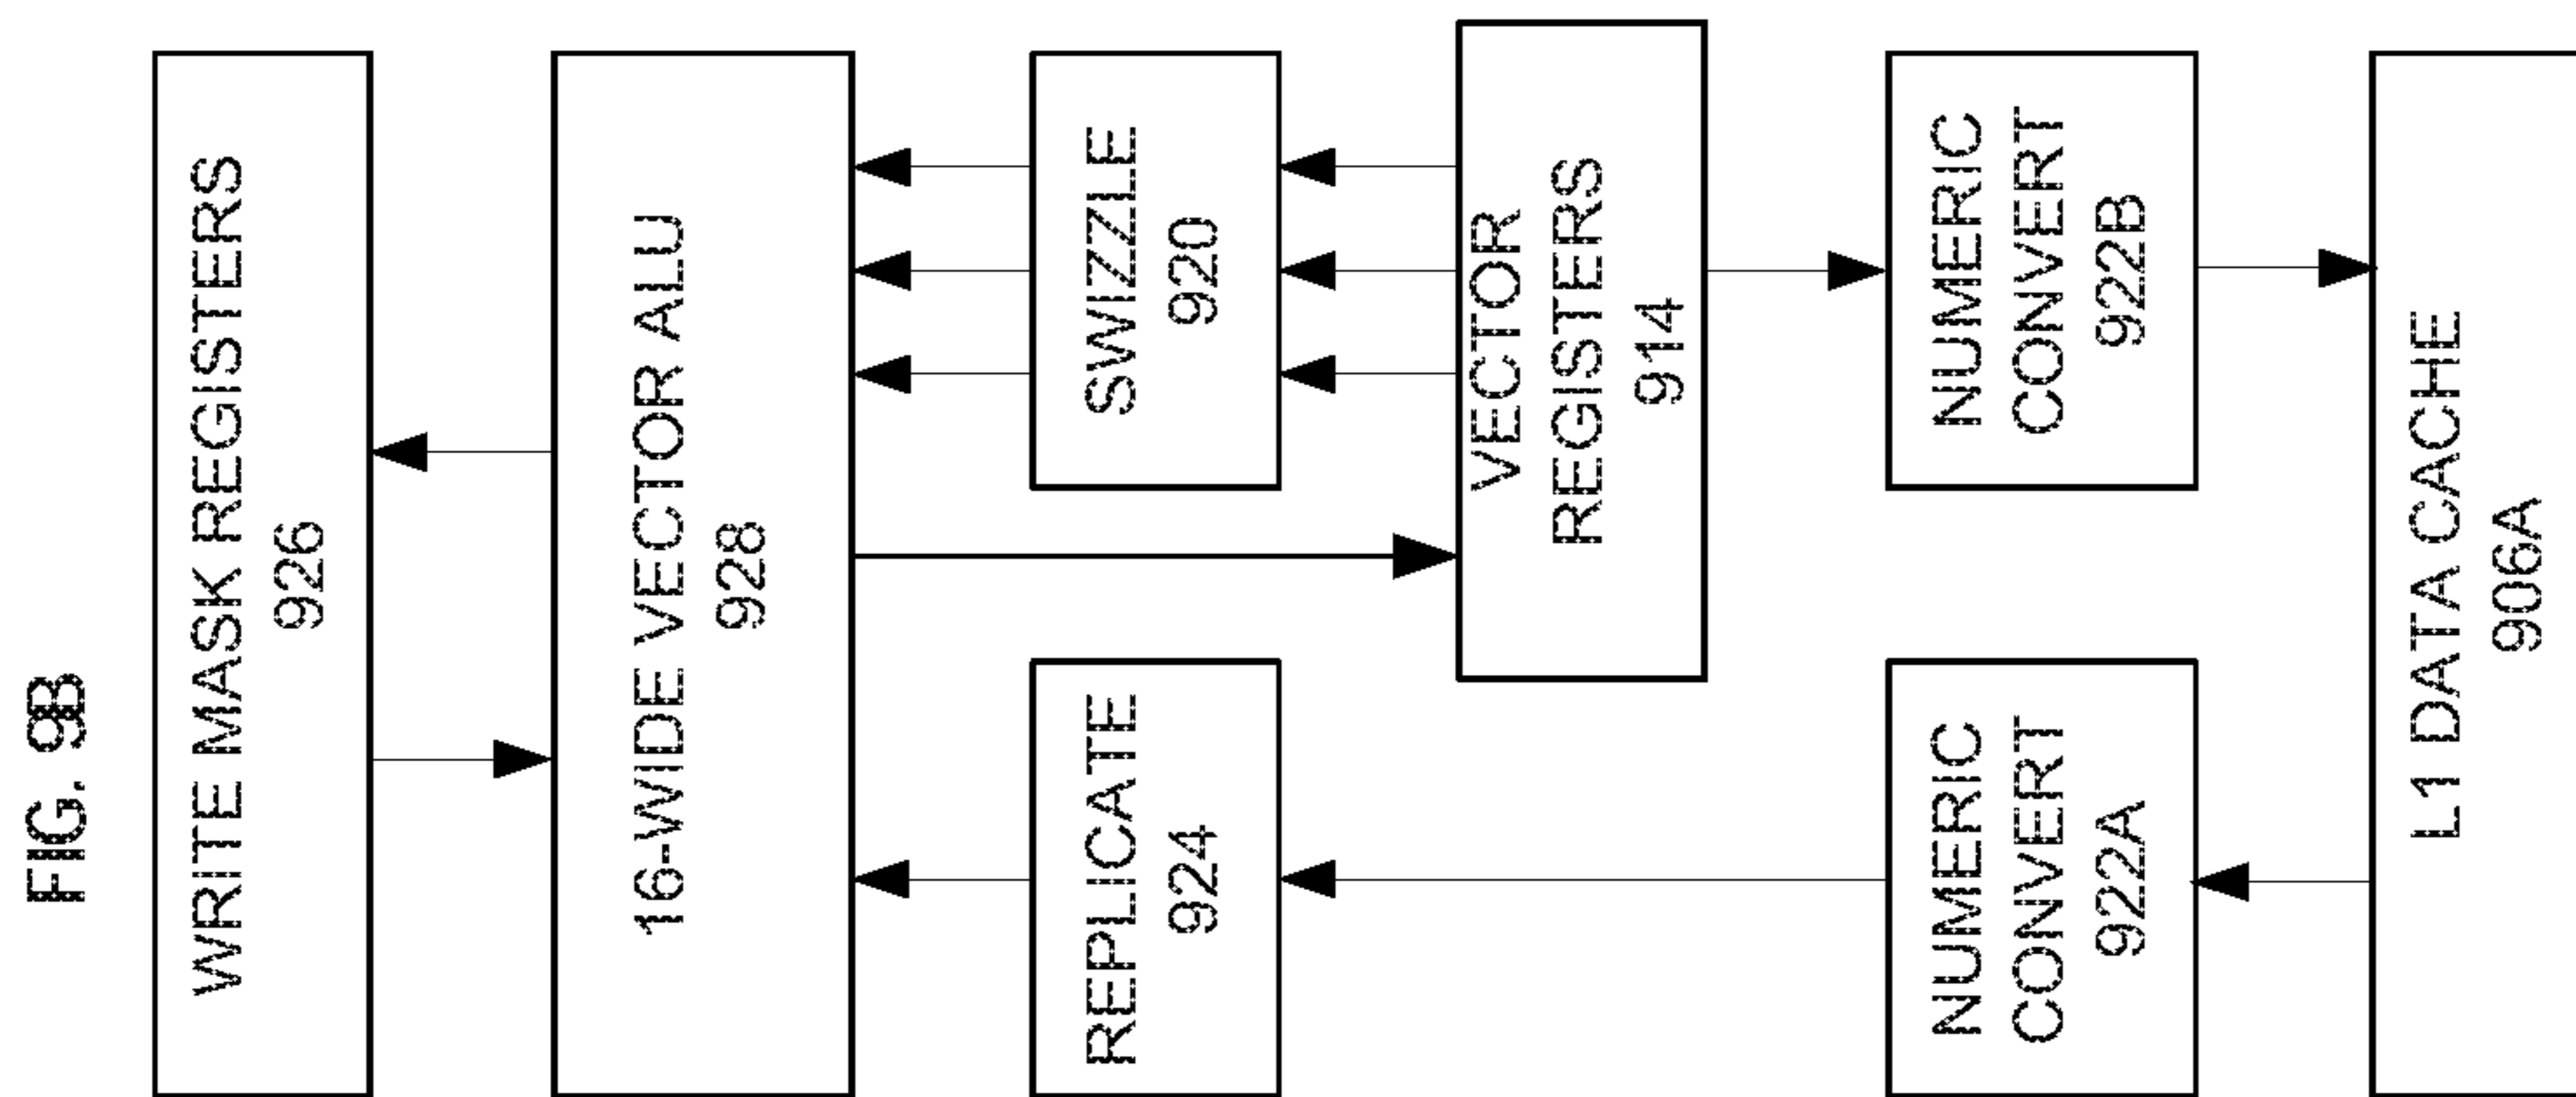 FIG. 9B
WRITE MASK REGISTERS
926
16-WIDE VECTOR ALU
928
REPLICATE
924
SWIZZLE
920
VECTOR
REGISTERS
914
NUMERIC
CONVERT
922A
NUMERIC
CONVERT
922B
L1 DATA CACHE
906A